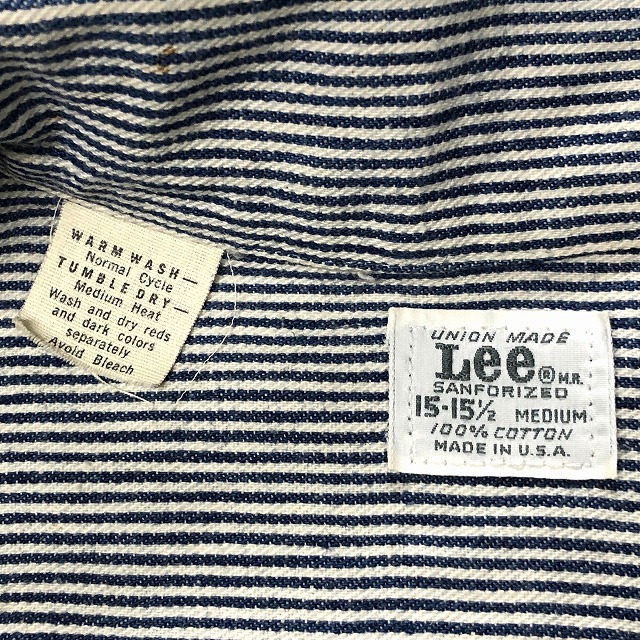 WARM WASH—
Normal Cycle
TUMBLE DRY—
Medium Heat
Wash and dry reds
and dark colors
separately
Avoid Bleach
UNION MADE
Lee ® M.R.
SANFORIZED
15-15½ MEDIUM
100% COTTON
MADE IN U.S.A.